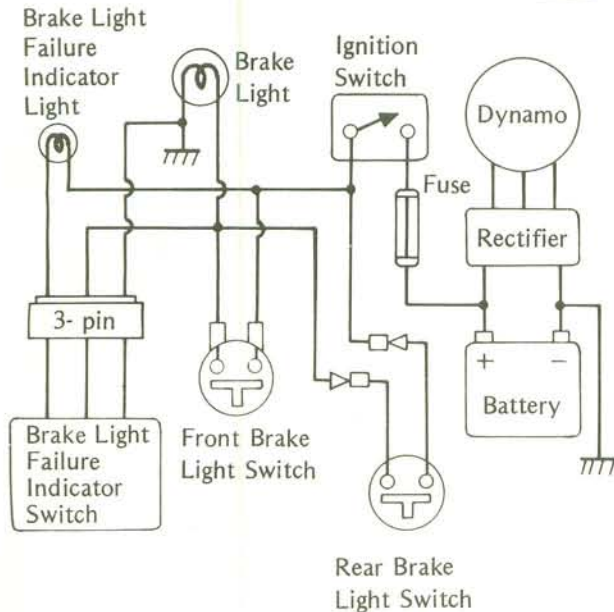 Brake Light
Failure
Indicator
Light
Brake
Light
Ignition
Switch
Dynamo
Fuse
Rectifier
3- pin
+ −
Battery
Brake Light
Failure
Indicator
Switch
Front Brake
Light Switch
Rear Brake
Light Switch